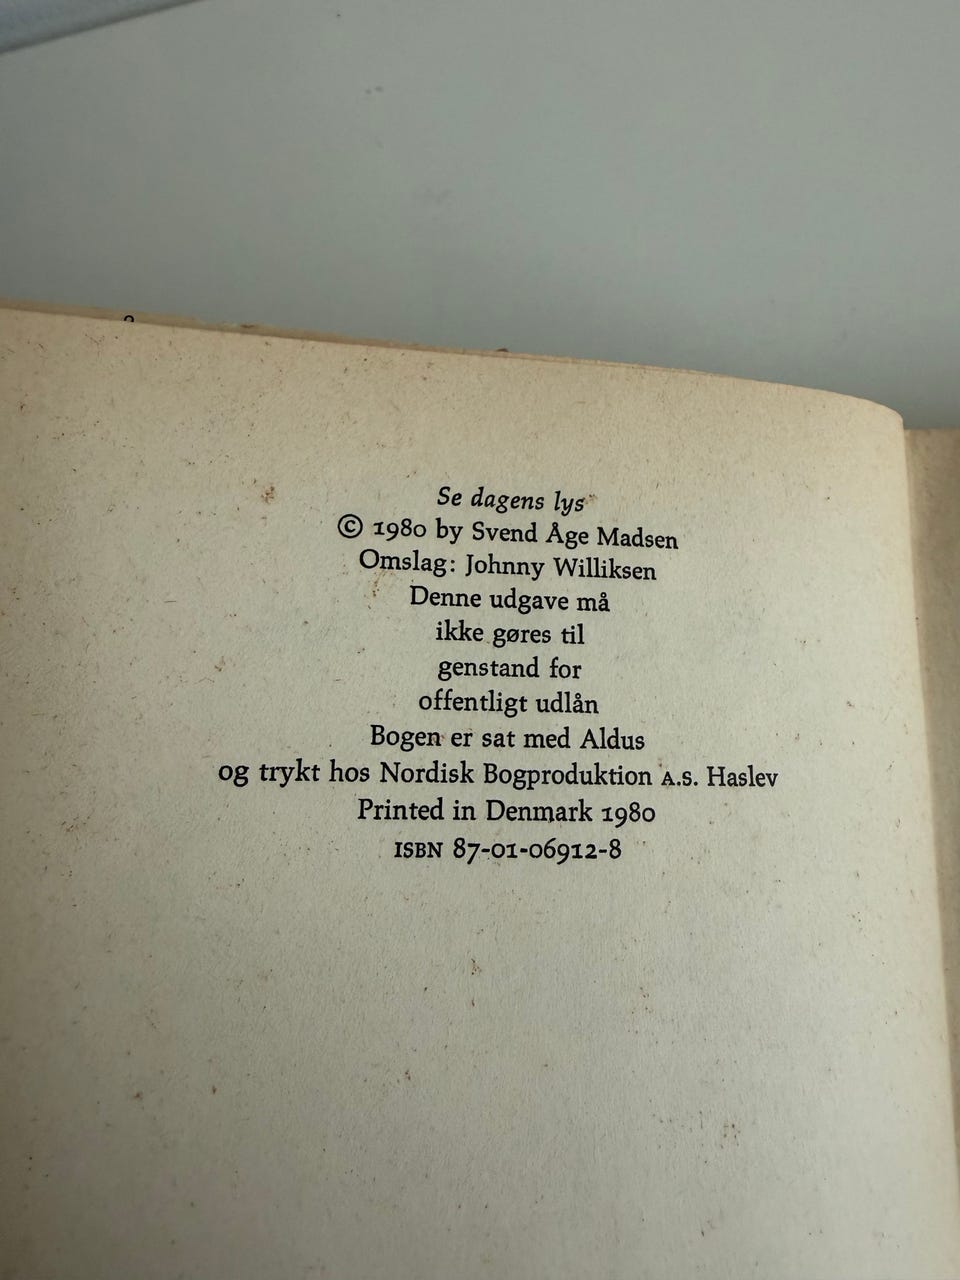 Se dagens lys
© 1980 by Svend Åge Madsen
Omslag: Johnny Williksen
Denne udgave må
ikke gøres til
genstand for
offentligt udlån
Bogen er sat med Aldus
og trykt hos Nordisk Bogproduktion A.S. Haslev
Printed in Denmark 1980
ISBN 87-01-06912-8